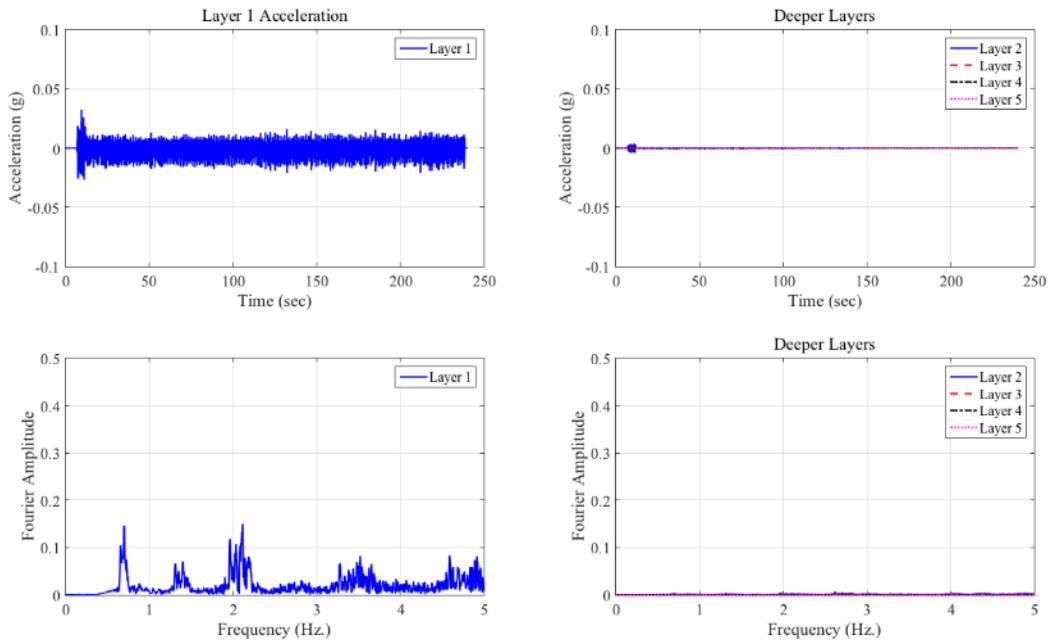 Layer 1 Acceleration
Acceleration (g)
0.1
0.05
0
-0.05
-0.1
Layer 1
0 50 100 150 200 250
Time (sec)
Deeper Layers
Acceleration (g)
0.1
0.05
0
-0.05
-0.1
Layer 2
Layer 3
Layer 4
Layer 5
0 50 100 150 200 250
Time (sec)
Fourier Amplitude
0.5
0.4
0.3
0.2
0.1
0
Layer 1
0 1 2 3 4 5
Frequency (Hz.)
Deeper Layers
Fourier Amplitude
0.5
0.4
0.3
0.2
0.1
0
Layer 2
Layer 3
Layer 4
Layer 5
0 1 2 3 4 5
Frequency (Hz.)